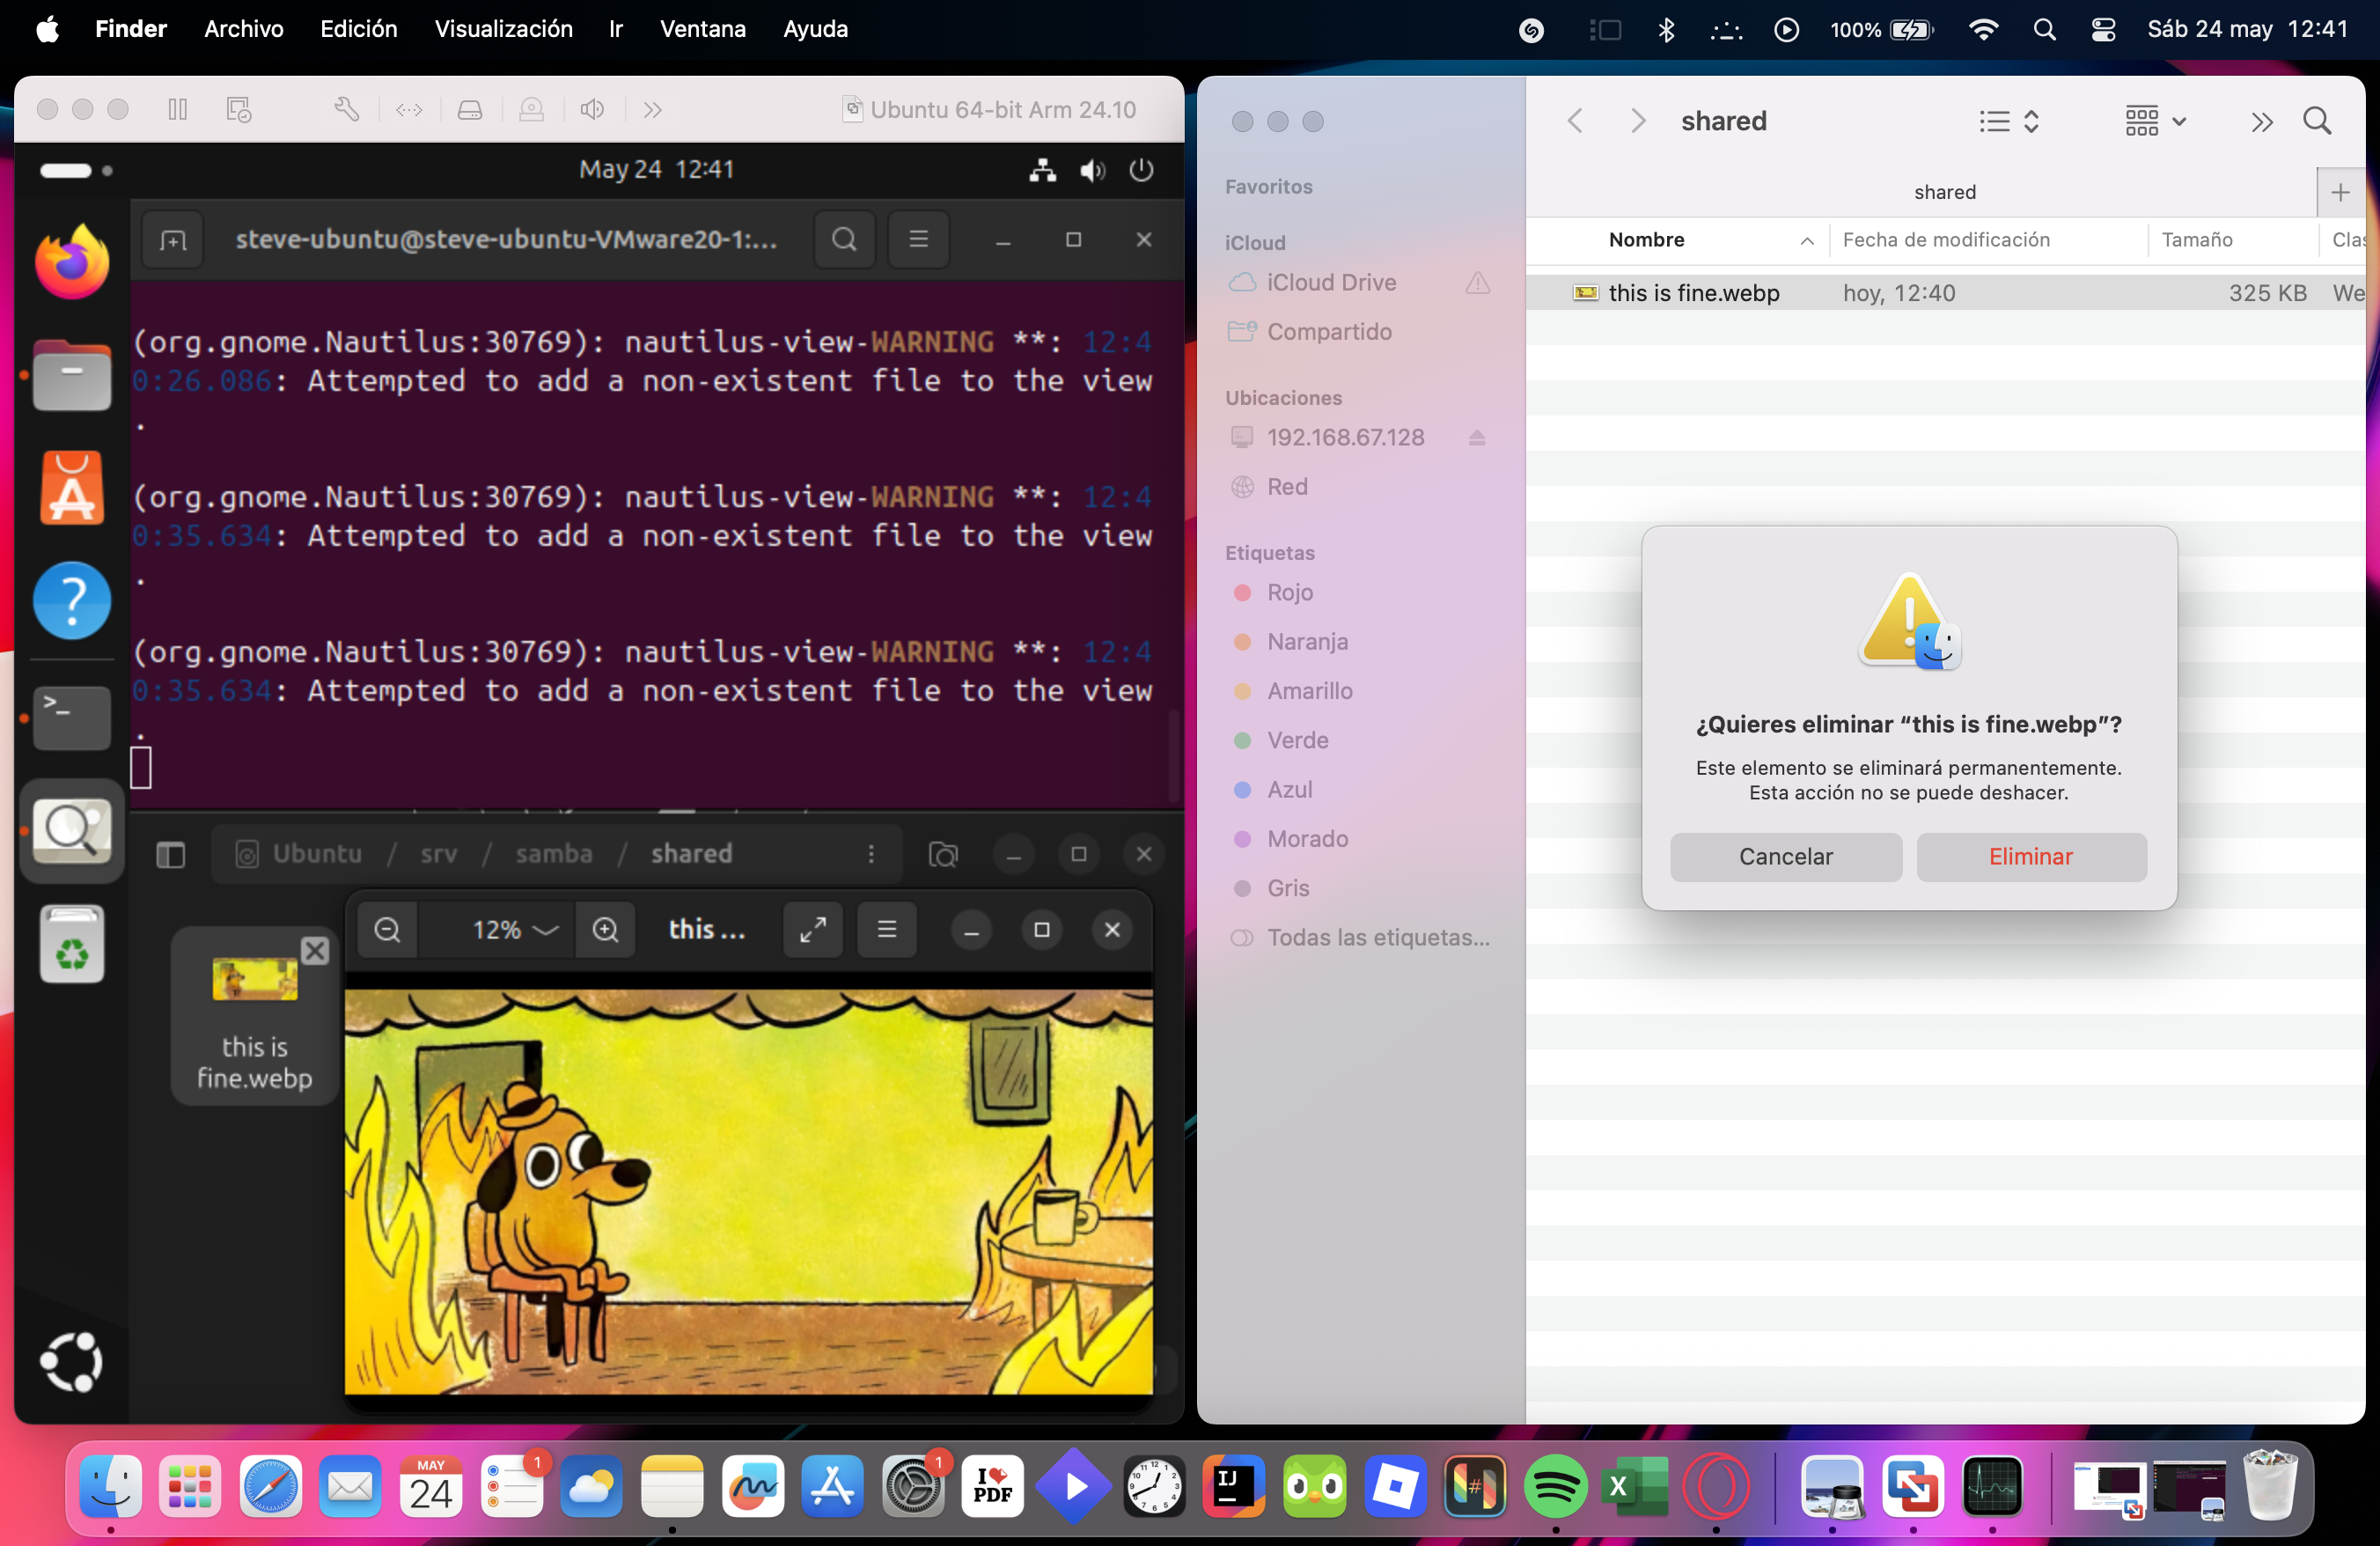 Finder Archivo Edición Visualización Ir Ventana Ayuda 100% Sáb 24 may 12:41
Ubuntu 64-bit Arm 24.10
May 24 12:41
steve-ubuntu@steve-ubuntu-VMware20-1:...
(org.gnome.Nautilus:30769): nautilus-view-WARNING **: 12:4
0:26.086: Attempted to add a non-existent file to the view
.
(org.gnome.Nautilus:30769): nautilus-view-WARNING **: 12:4
0:35.634: Attempted to add a non-existent file to the view
.
(org.gnome.Nautilus:30769): nautilus-view-WARNING **: 12:4
0:35.634: Attempted to add a non-existent file to the view
.
Ubuntu / srv / samba / shared
this is
fine.webp
12% this ...
Favoritos
iCloud
iCloud Drive
Compartido
Ubicaciones
192.168.67.128
Red
Etiquetas
Rojo
Naranja
Amarillo
Verde
Azul
Morado
Gris
Todas las etiquetas...
shared
shared
Nombre Fecha de modificación Tamaño Clas
this is fine.webp hoy, 12:40 325 KB We
¿Quieres eliminar “this is fine.webp”?
Este elemento se eliminará permanentemente.
Esta acción no se puede deshacer.
Cancelar Eliminar
MAY
24
1
1
I
PDF
IJ
#
X